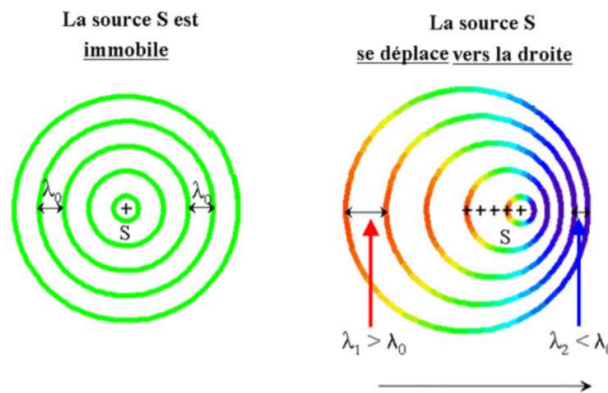 La source S est
immobile
La source S
se déplace vers la droite
λ₀
λ₀
+
S
+ + + + +
S
λ₁ > λ₀
λ₂ < λ₀